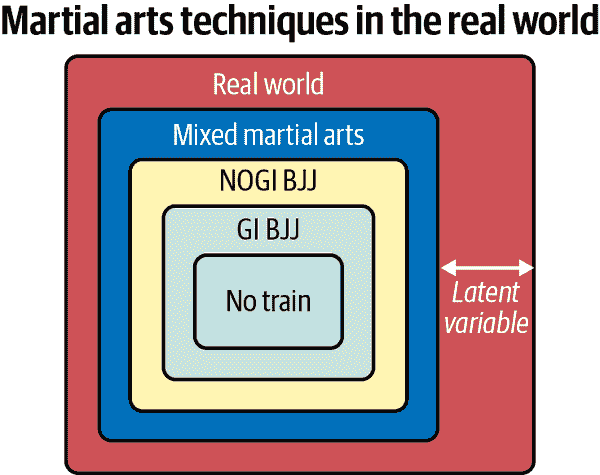 Martial arts techniques in the real world
Real world
Mixed martial arts
NOGI BJJ
GI BJJ
No train
Latent
variable